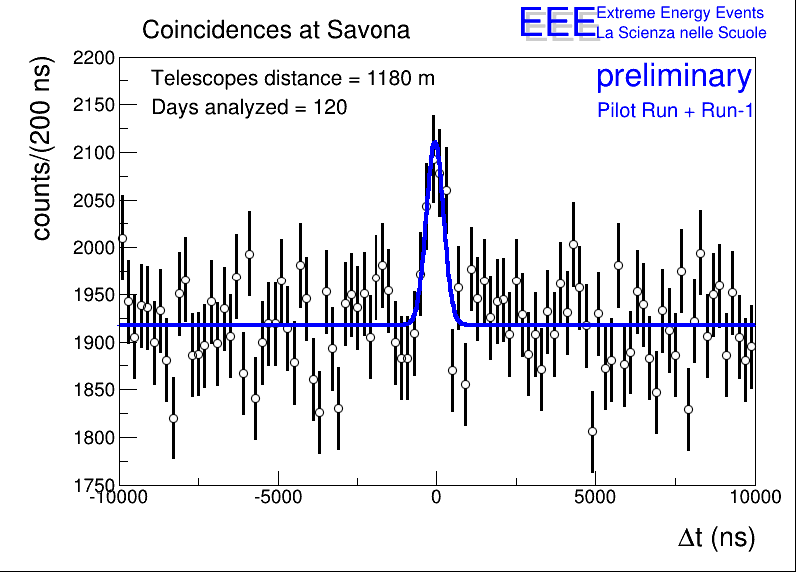 Coincidences at Savona
EEE
Extreme Energy Events
La Scienza nelle Scuole
counts/(200 ns)
2200
2150
2100
2050
2000
1950
1900
1850
1800
1750
Telescopes distance = 1180 m
Days analyzed = 120
preliminary
Pilot Run + Run-1
-10000
-5000
0
5000
10000
Δt (ns)